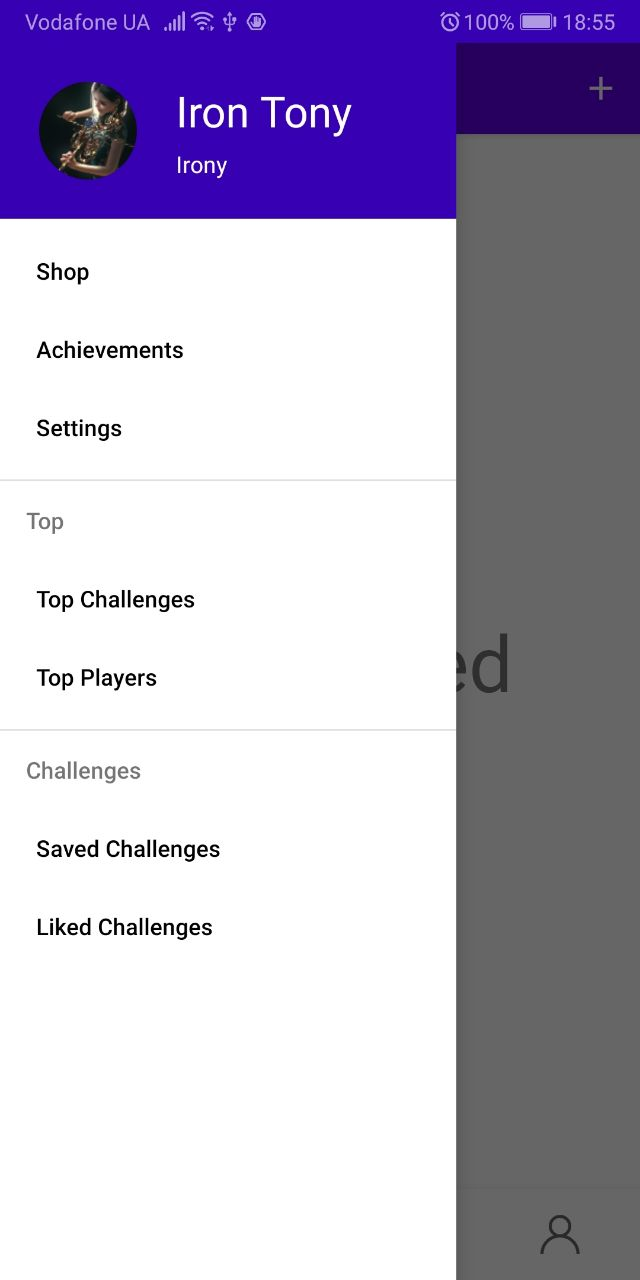 Vodafone UA 100% 18:55
Iron Tony
Irony
Shop
Achievements
Settings
Top
Top Challenges
Top Players
ed
Challenges
Saved Challenges
Liked Challenges